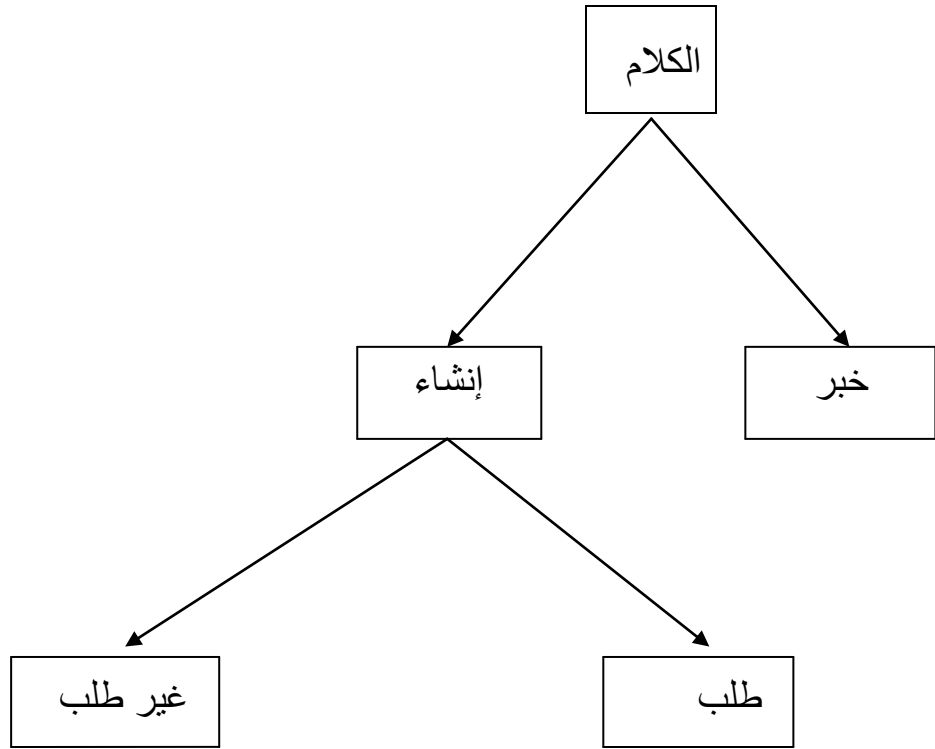 الكلام
خبر
إنشاء
طلب
غير طلب